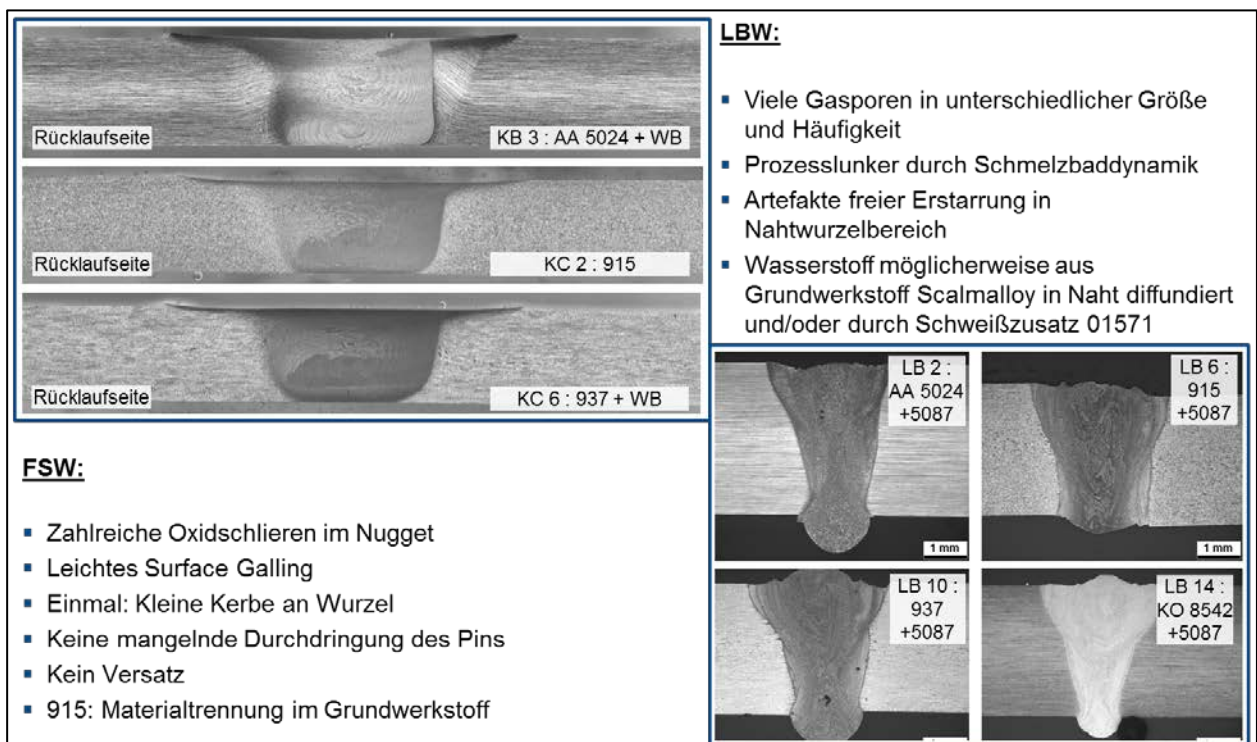 Rücklaufseite
KB 3 : AA 5024 + WB
Rücklaufseite
KC 2 : 915
Rücklaufseite
KC 6 : 937 + WB
LBW:
▪ Viele Gasporen in unterschiedlicher Größe
und Häufigkeit
▪ Prozesslunker durch Schmelzbaddynamik
▪ Artefakte freier Erstarrung in
Nahtwurzelbereich
▪ Wasserstoff möglicherweise aus
Grundwerkstoff Scalmalloy in Naht diffundiert
und/oder durch Schweißzusatz 01571
FSW:
▪ Zahlreiche Oxidschlieren im Nugget
▪ Leichtes Surface Galling
▪ Einmal: Kleine Kerbe an Wurzel
▪ Keine mangelnde Durchdringung des Pins
▪ Kein Versatz
▪ 915: Materialtrennung im Grundwerkstoff
LB 2 :
AA 5024
+5087
1 mm
LB 6 :
915
+5087
1 mm
LB 10 :
937
+5087
LB 14 :
KO 8542
+5087